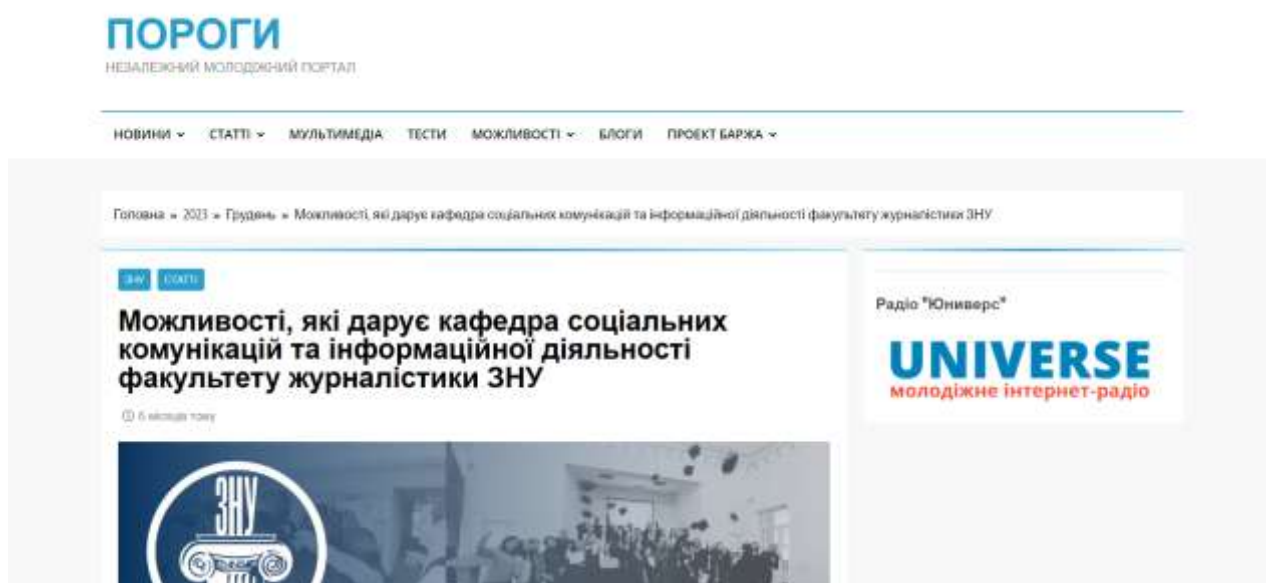 ПОРОГИ
НЕЗАЛЕЖНИЙ МОЛОДІЖНИЙ ПОРТАЛ
НОВИНИ СТАТТІ МУЛЬТИМЕДІА ТЕСТИ МОЖЛИВОСТІ БЛОГИ ПРОЕКТ БАРЖА
Головна » 2023 » Грудень » Можливості, які дарує кафедра соціальних комунікацій та інформаційної діяльності факультету журналістики ЗНУ
ЗНУ СТАТТІ
Можливості, які дарує кафедра соціальних
комунікацій та інформаційної діяльності
факультету журналістики ЗНУ
6 місяців тому
Радіо "Юниверс"
UNIVERSE
молодіжне інтернет-радіо
ЗНУ